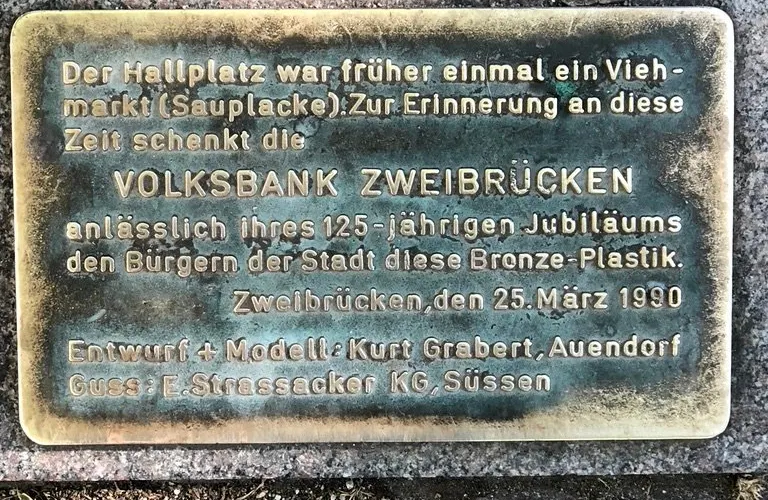 Der Hallplatz war früher einmal ein Vieh-
markt (Sauplacke). Zur Erinnerung an diese
Zeit schenkt die
VOLKSBANK ZWEIBRÜCKEN
anlässlich ihres 125-jährigen Jubiläums
den Bürgern der Stadt diese Bronze-Plastik.
Zweibrücken, den 25. März 1990
Entwurf + Modell: Kurt Grabert, Auendorf
Guss: E. Strassacker KG, Süssen